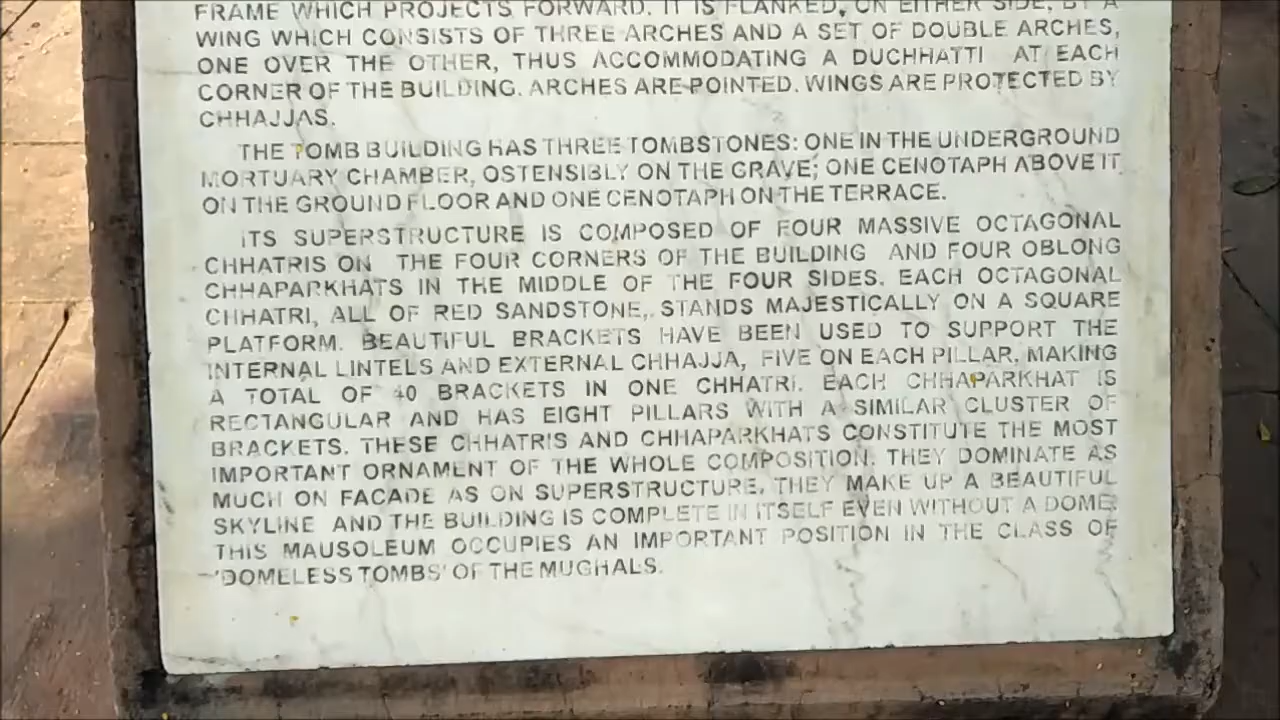 FRAME WHICH PROJECTS FORWARD. IT IS FLANKED, ON EITHER SIDE, BY A
WING WHICH CONSISTS OF THREE ARCHES AND A SET OF DOUBLE ARCHES,
ONE OVER THE OTHER, THUS ACCOMMODATING A DUCHHATTI AT EACH
CORNER OF THE BUILDING. ARCHES ARE POINTED. WINGS ARE PROTECTED BY
CHHAJJAS.
THE TOMB BUILDING HAS THREE TOMBSTONES: ONE IN THE UNDERGROUND
MORTUARY CHAMBER, OSTENSIBLY ON THE GRAVE; ONE CENOTAPH ABOVE IT
ON THE GROUND FLOOR AND ONE CENOTAPH ON THE TERRACE.
ITS SUPERSTRUCTURE IS COMPOSED OF FOUR MASSIVE OCTAGONAL
CHHATRIS ON THE FOUR CORNERS OF THE BUILDING AND FOUR OBLONG
CHHAPARKHATS IN THE MIDDLE OF THE FOUR SIDES. EACH OCTAGONAL
CHHATRI, ALL OF RED SANDSTONE, STANDS MAJESTICALLY ON A SQUARE
PLATFORM. BEAUTIFUL BRACKETS HAVE BEEN USED TO SUPPORT THE
INTERNAL LINTELS AND EXTERNAL CHHAJJA, FIVE ON EACH PILLAR, MAKING
A TOTAL OF 40 BRACKETS IN ONE CHHATRI. EACH CHHAPARKHAT IS
RECTANGULAR AND HAS EIGHT PILLARS WITH A SIMILAR CLUSTER OF
BRACKETS. THESE CHHATRIS AND CHHAPARKHATS CONSTITUTE THE MOST
IMPORTANT ORNAMENT OF THE WHOLE COMPOSITION. THEY DOMINATE AS
MUCH ON FACADE AS ON SUPERSTRUCTURE. THEY MAKE UP A BEAUTIFUL
SKYLINE AND THE BUILDING IS COMPLETE IN ITSELF EVEN WITHOUT A DOME.
THIS MAUSOLEUM OCCUPIES AN IMPORTANT POSITION IN THE CLASS OF
'DOMELESS TOMBS' OF THE MUGHALS.